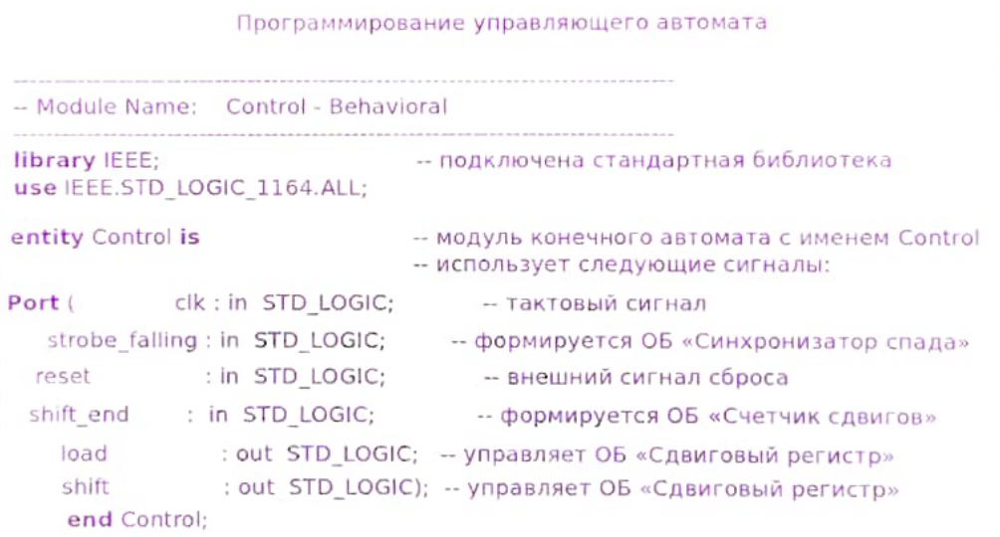 Программирование управляющего автомата
--------------------------------------------------------------------------------
-- Module Name: Control - Behavioral
--------------------------------------------------------------------------------
library IEEE; -- подключена стандартная библиотека
use IEEE.STD_LOGIC_1164.ALL;
entity Control is -- модуль конечного автомата с именем Control
-- использует следующие сигналы:
Port ( clk : in STD_LOGIC; -- тактовый сигнал
strobe_falling : in STD_LOGIC; -- формируется ОБ «Синхронизатор спада»
reset : in STD_LOGIC; -- внешний сигнал сброса
shift_end : in STD_LOGIC; -- формируется ОБ «Счетчик сдвигов»
load : out STD_LOGIC; -- управляет ОБ «Сдвиговый регистр»
shift : out STD_LOGIC); -- управляет ОБ «Сдвиговый регистр»
end Control;